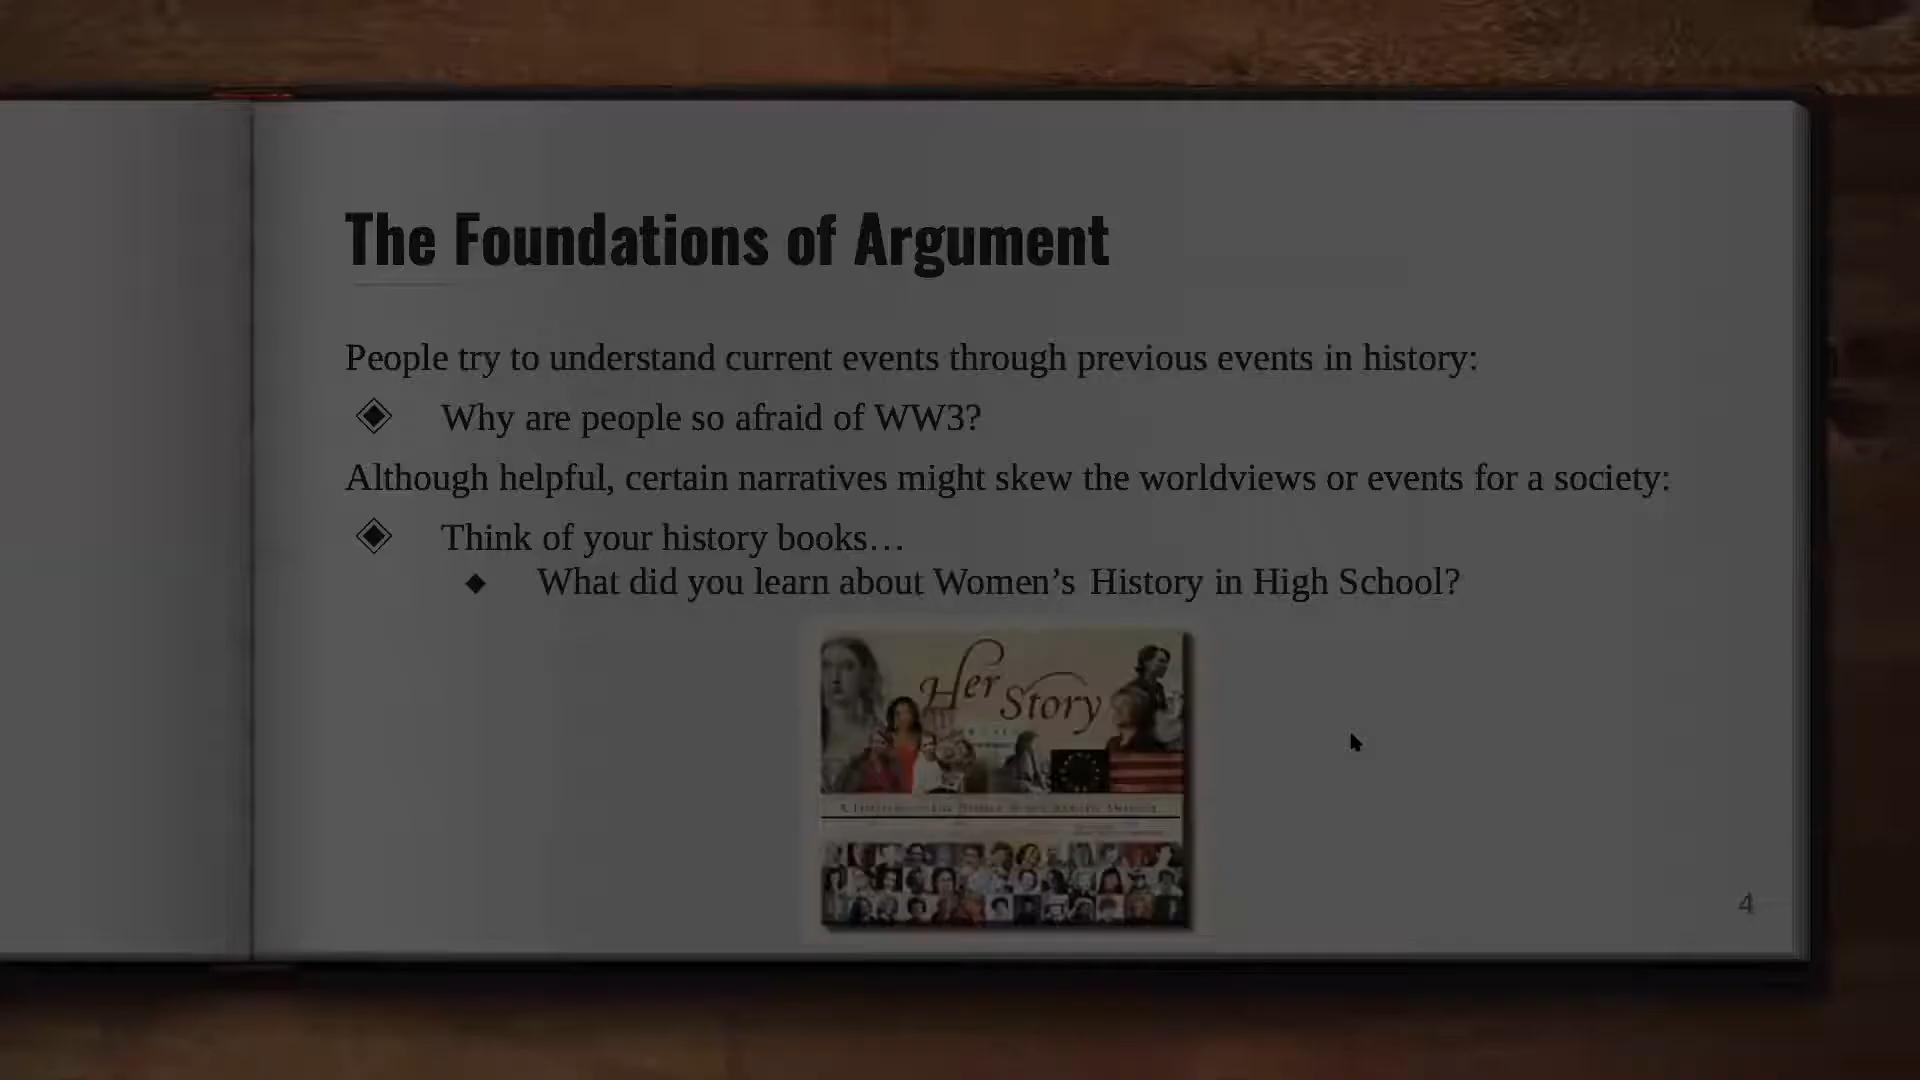 The Foundations of Argument
People try to understand current events through previous events in history:
Why are people so afraid of WW3?
Although helpful, certain narratives might skew the worldviews or events for a society:
Think of your history books…
What did you learn about Women’s History in High School?
Her Story
4